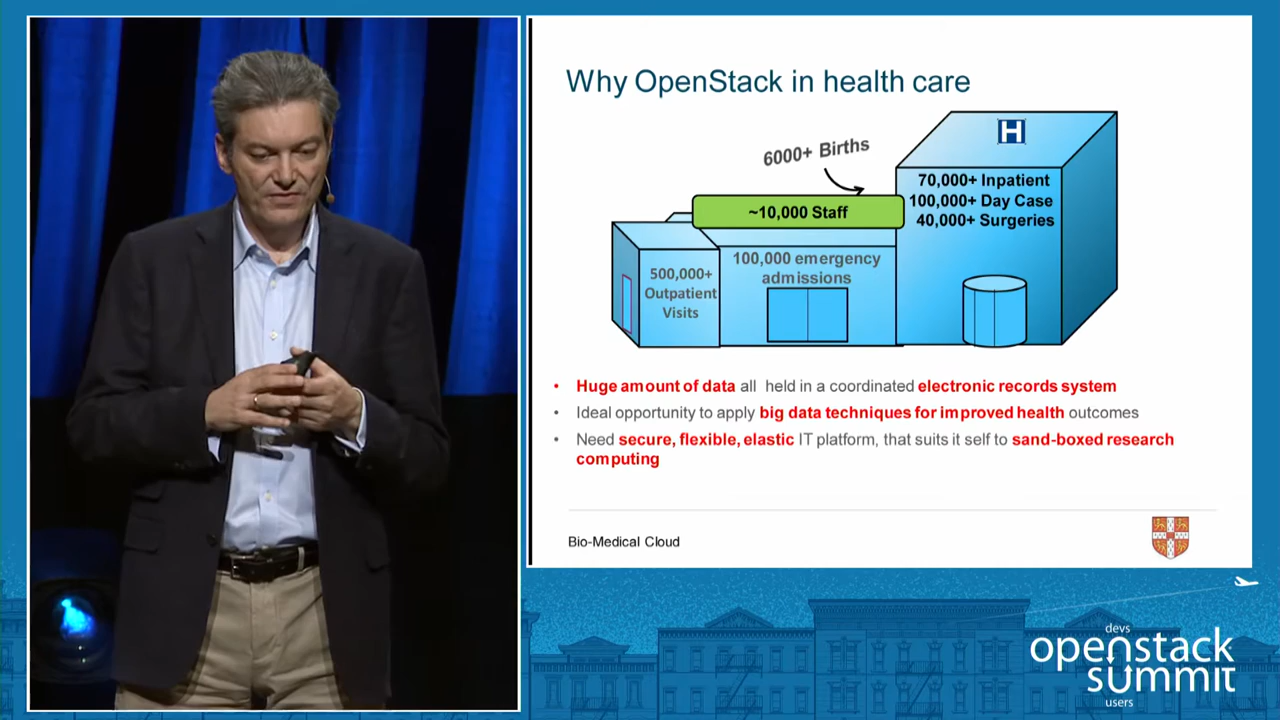 Why OpenStack in health care
H
6000+ Births
70,000+ Inpatient
100,000+ Day Case
40,000+ Surgeries
~10,000 Staff
100,000 emergency
admissions
500,000+
Outpatient
Visits
• Huge amount of data all held in a coordinated electronic records system
• Ideal opportunity to apply big data techniques for improved health outcomes
• Need secure, flexible, elastic IT platform, that suits it self to sand-boxed research
computing
Bio-Medical Cloud
devs
openstack
summit
users